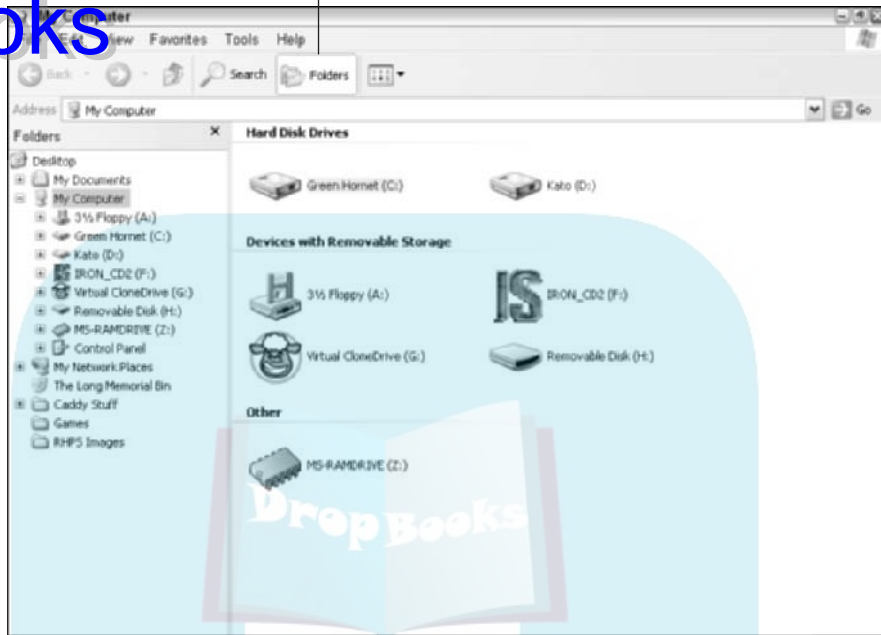 My Computer
oks
Edit View Favorites Tools Help
Back Search Folders
Address My Computer Go
Folders
Desktop
My Documents
My Computer
3½ Floppy (A:)
Green Hornet (C:)
Kato (D:)
IRON_CD2 (F:)
Virtual CloneDrive (G:)
Removable Disk (H:)
MS-RAMDRIVE (Z:)
Control Panel
My Network Places
The Long Memorial Bin
Caddy Stuff
Games
RHPS Images
Hard Disk Drives
Green Hornet (C:) Kato (D:)
Devices with Removable Storage
3½ Floppy (A:) IS IRON_CD2 (F:)
Virtual CloneDrive (G:) Removable Disk (H:)
Other
MS-RAMDRIVE (Z:)
DropBooks